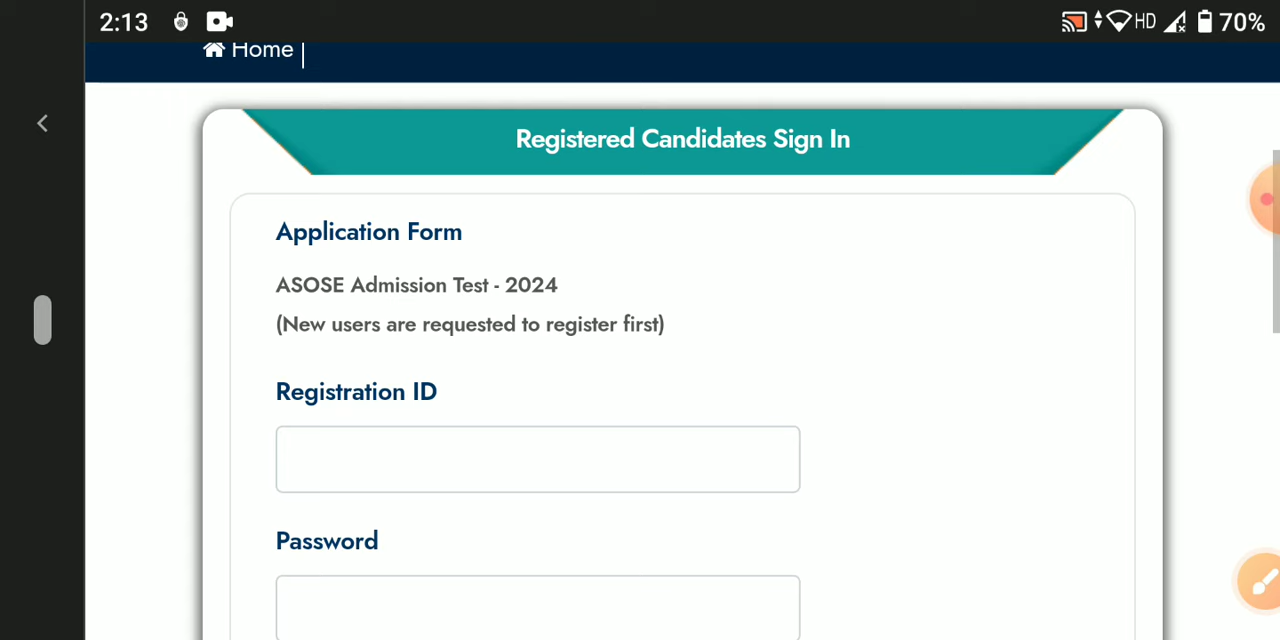 2:13 HD 70%
Home
Registered Candidates Sign In
Application Form
ASOSE Admission Test - 2024
(New users are requested to register first)
Registration ID
Password